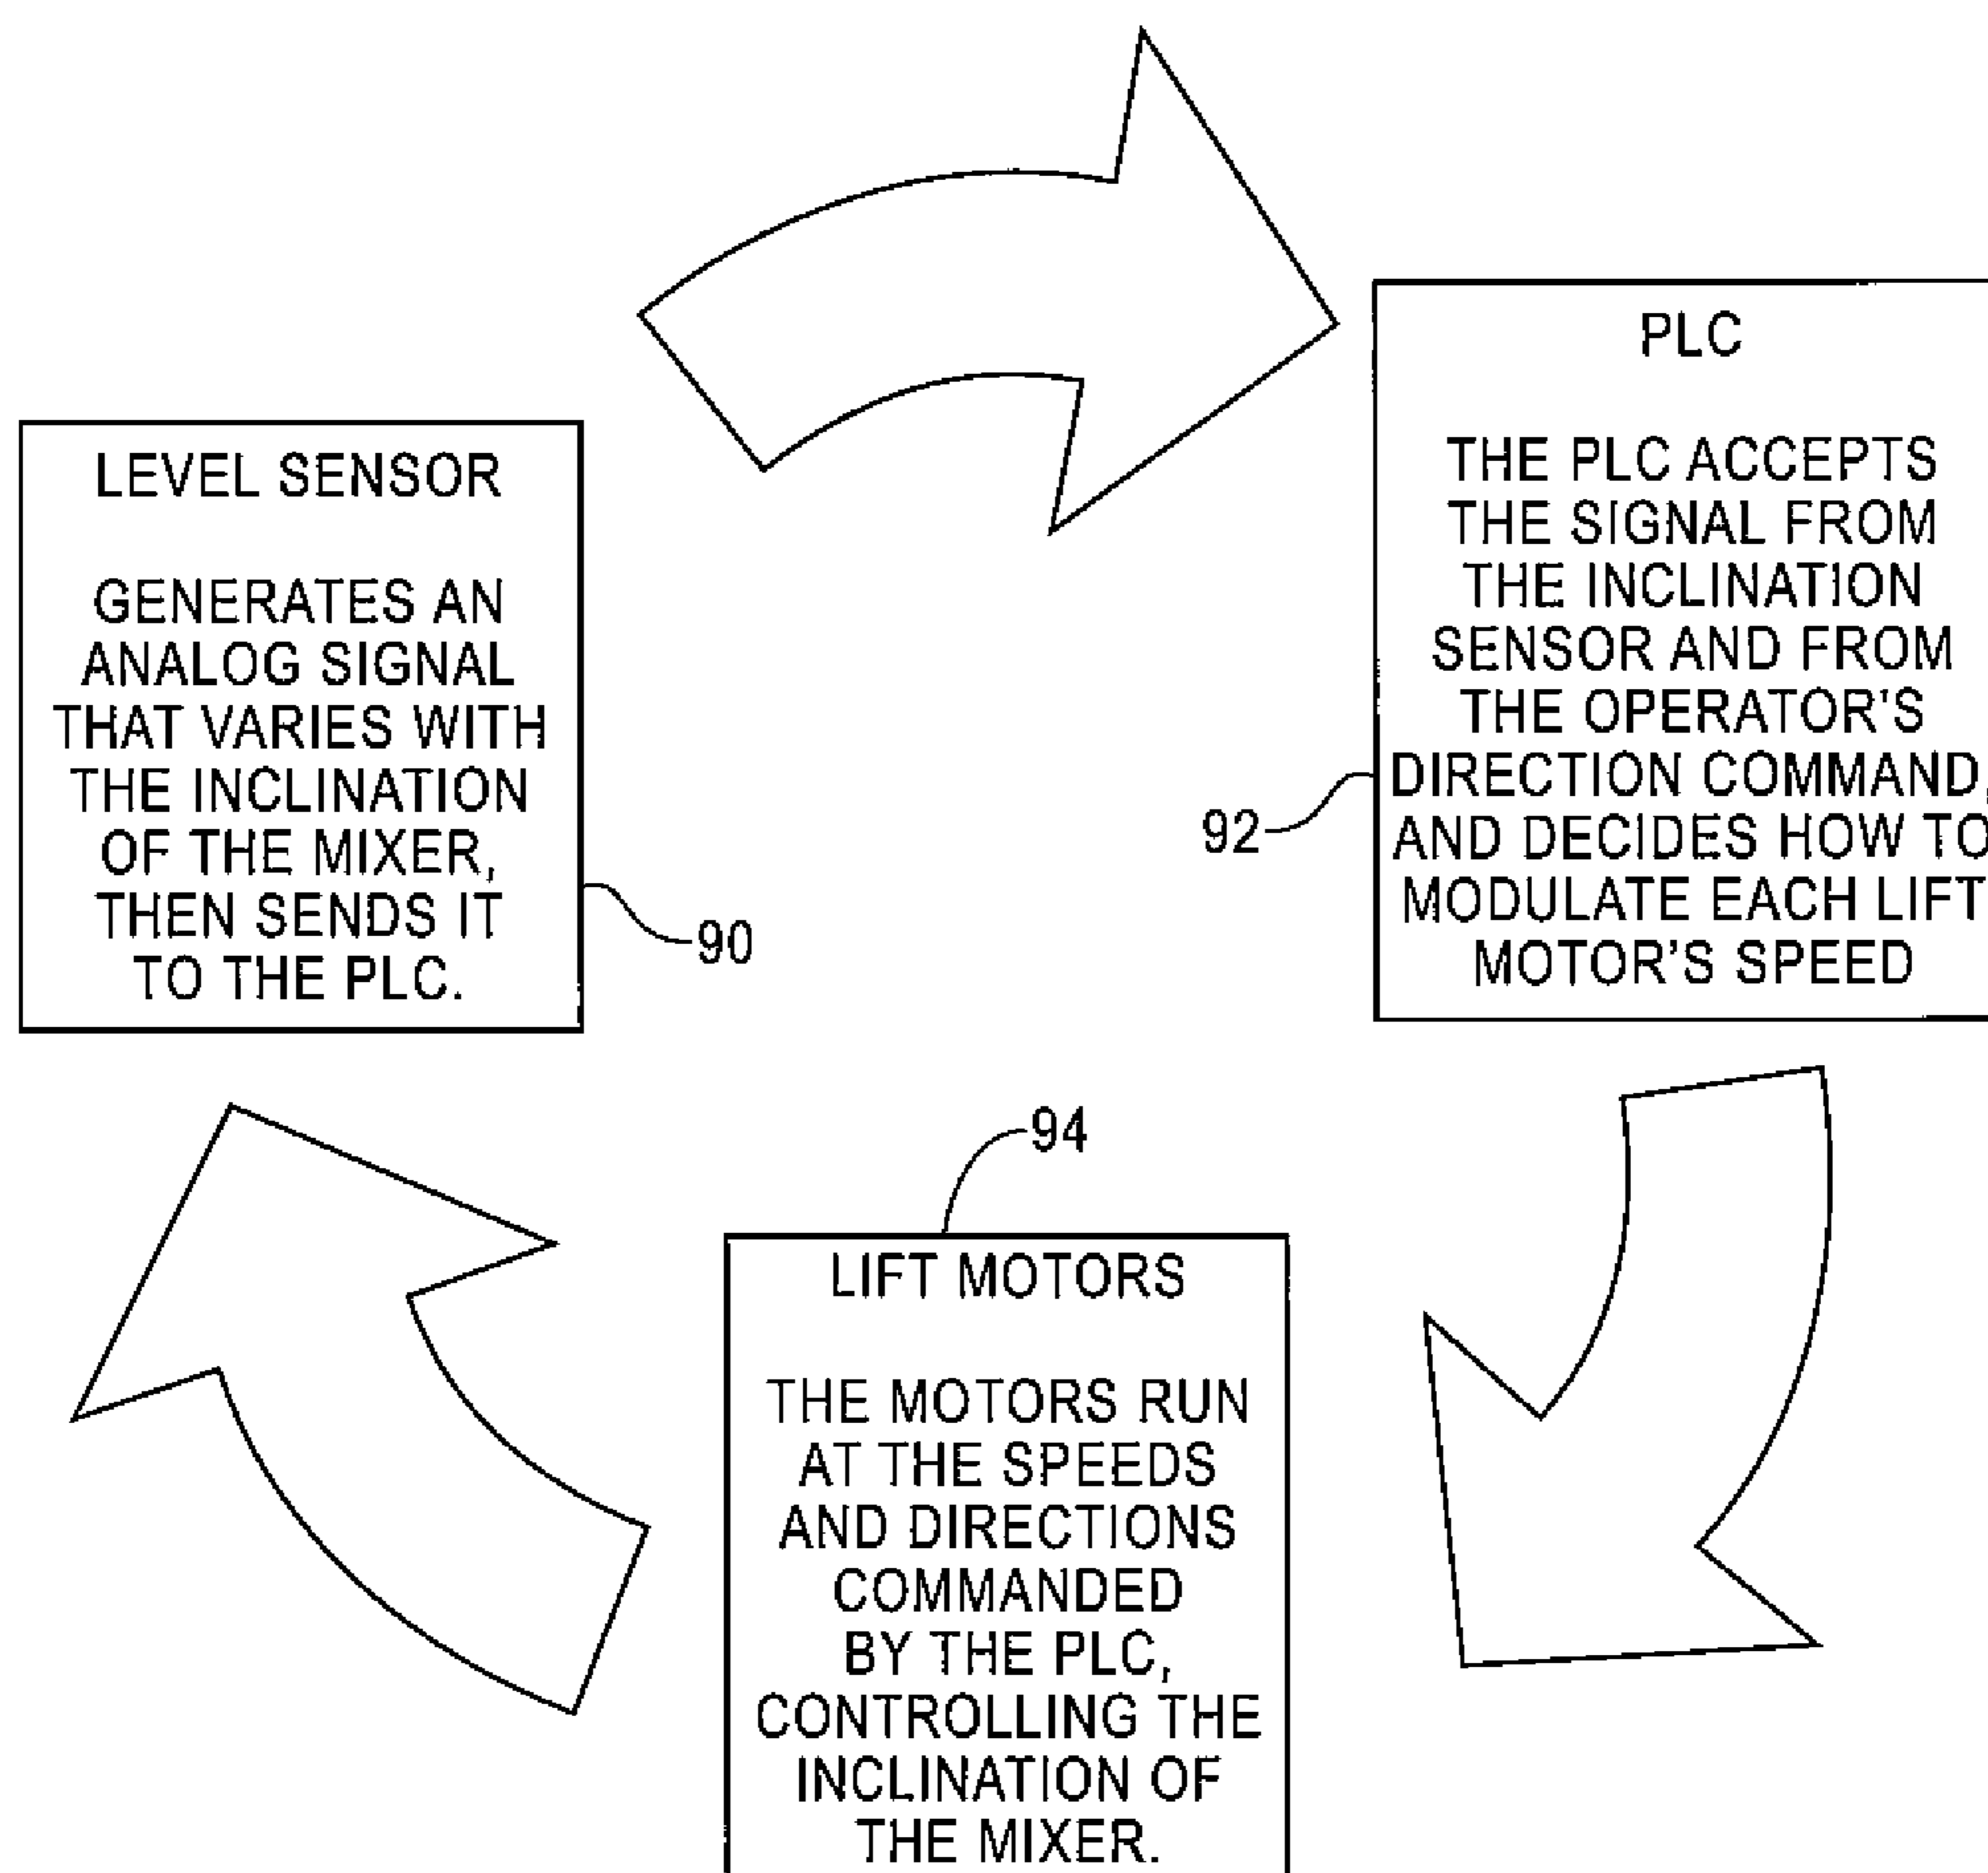 LEVEL SENSOR
GENERATES AN
ANALOG SIGNAL
THAT VARIES WITH
THE INCLINATION
OF THE MIXER,
THEN SENDS IT
TO THE PLC.
90
PLC
THE PLC ACCEPTS
THE SIGNAL FROM
THE INCLINATION
SENSOR AND FROM
THE OPERATOR'S
DIRECTION COMMAND,
AND DECIDES HOW TO
MODULATE EACH LIFT
MOTOR'S SPEED
92
94
LIFT MOTORS
THE MOTORS RUN
AT THE SPEEDS
AND DIRECTIONS
COMMANDED
BY THE PLC,
CONTROLLING THE
INCLINATION OF
THE MIXER.